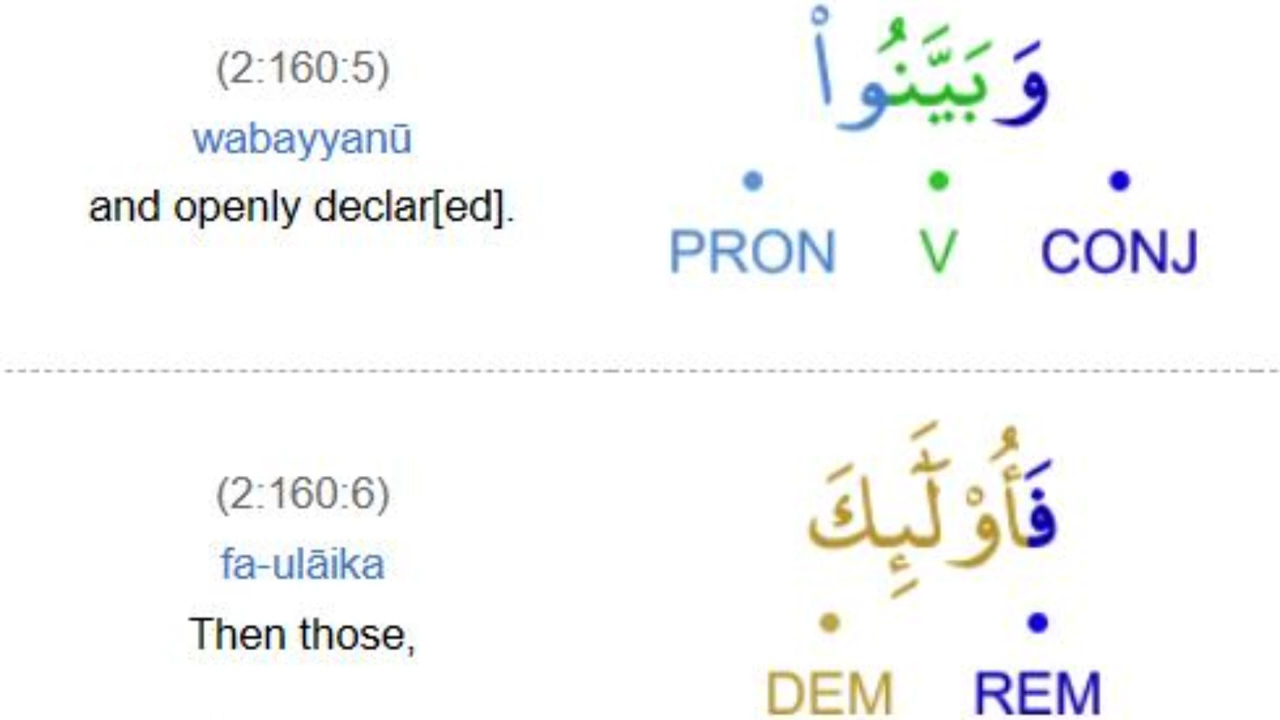 (2:160:5)
wabayyanū
and openly declar[ed].
وَبَيَّنُوا۟
PRON V CONJ
(2:160:6)
fa-ulāika
Then those,
فَأُو۟لَٰٓئِكَ
DEM REM